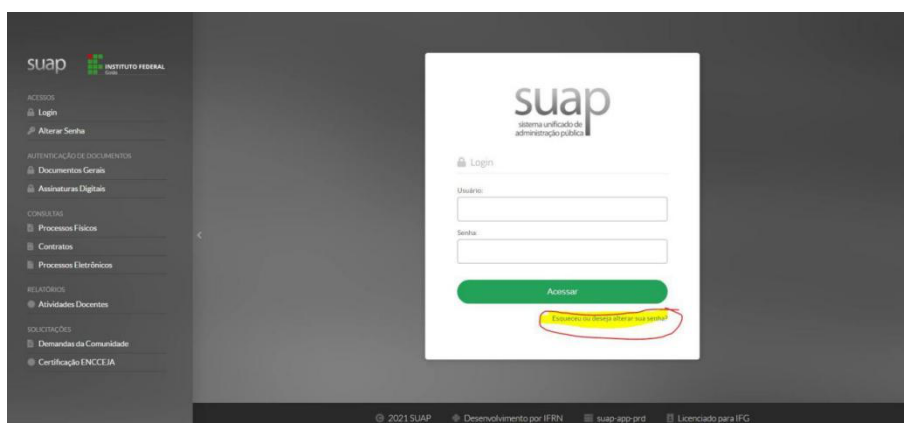 suap
INSTITUTO FEDERAL
Goiás
ACESSOS
Login
Alterar Senha
AUTENTICAÇÃO DE DOCUMENTOS
Documentos Gerais
Assinaturas Digitais
CONSULTAS
Processos Físicos
Contratos
Processos Eletrônicos
RELATÓRIOS
Atividades Docentes
SOLICITAÇÕES
Demandas da Comunidade
Certificação ENCCEJA
suap
sistema unificado de
administração pública
Login
Usuário:
Senha:
Acessar
Esqueceu ou deseja alterar sua senha?
© 2021 SUAP
Desenvolvimento por IFRN
suap-app-prd
Licenciado para IFG